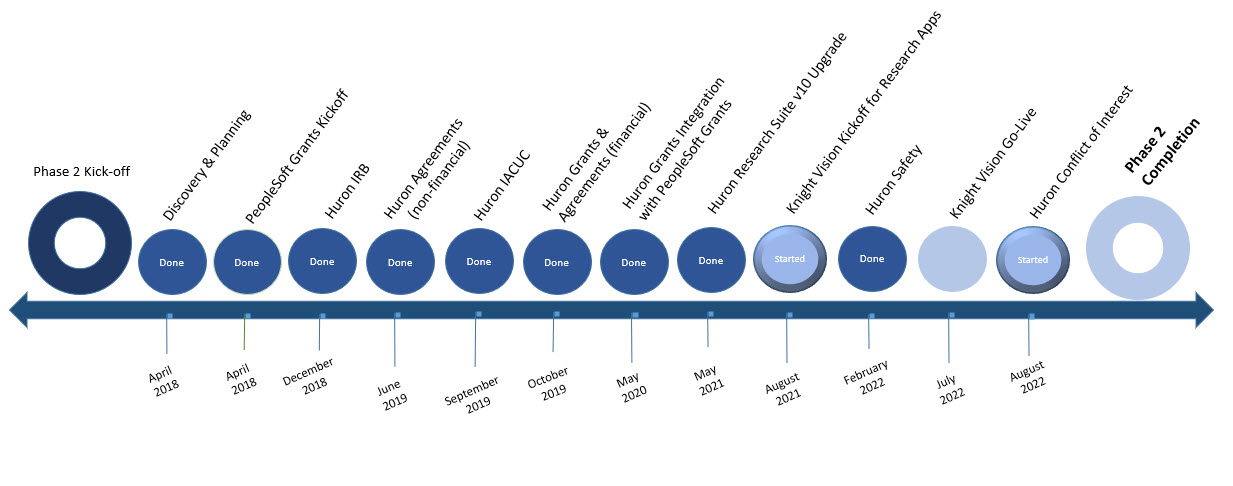 Phase 2 Kick-off
Discovery & Planning
PeopleSoft Grants Kickoff
Huron IRB
Huron Agreements
(non-financial)
Huron IACUC
Huron Grants &
Agreements (financial)
Huron Grants Integration
with PeopleSoft Grants
Huron Research Suite v10 Upgrade
Knight Vision Kickoff for Research Apps
Huron Safety
Knight Vision Go-Live
Huron Conflict of Interest
Phase 2
Completion
Done
Done
Done
Done
Done
Done
Done
Done
Started
Done
Started
April
2018
April
2018
December
2018
June
2019
September
2019
October
2019
May
2020
May
2021
August
2021
February
2022
July
2022
August
2022